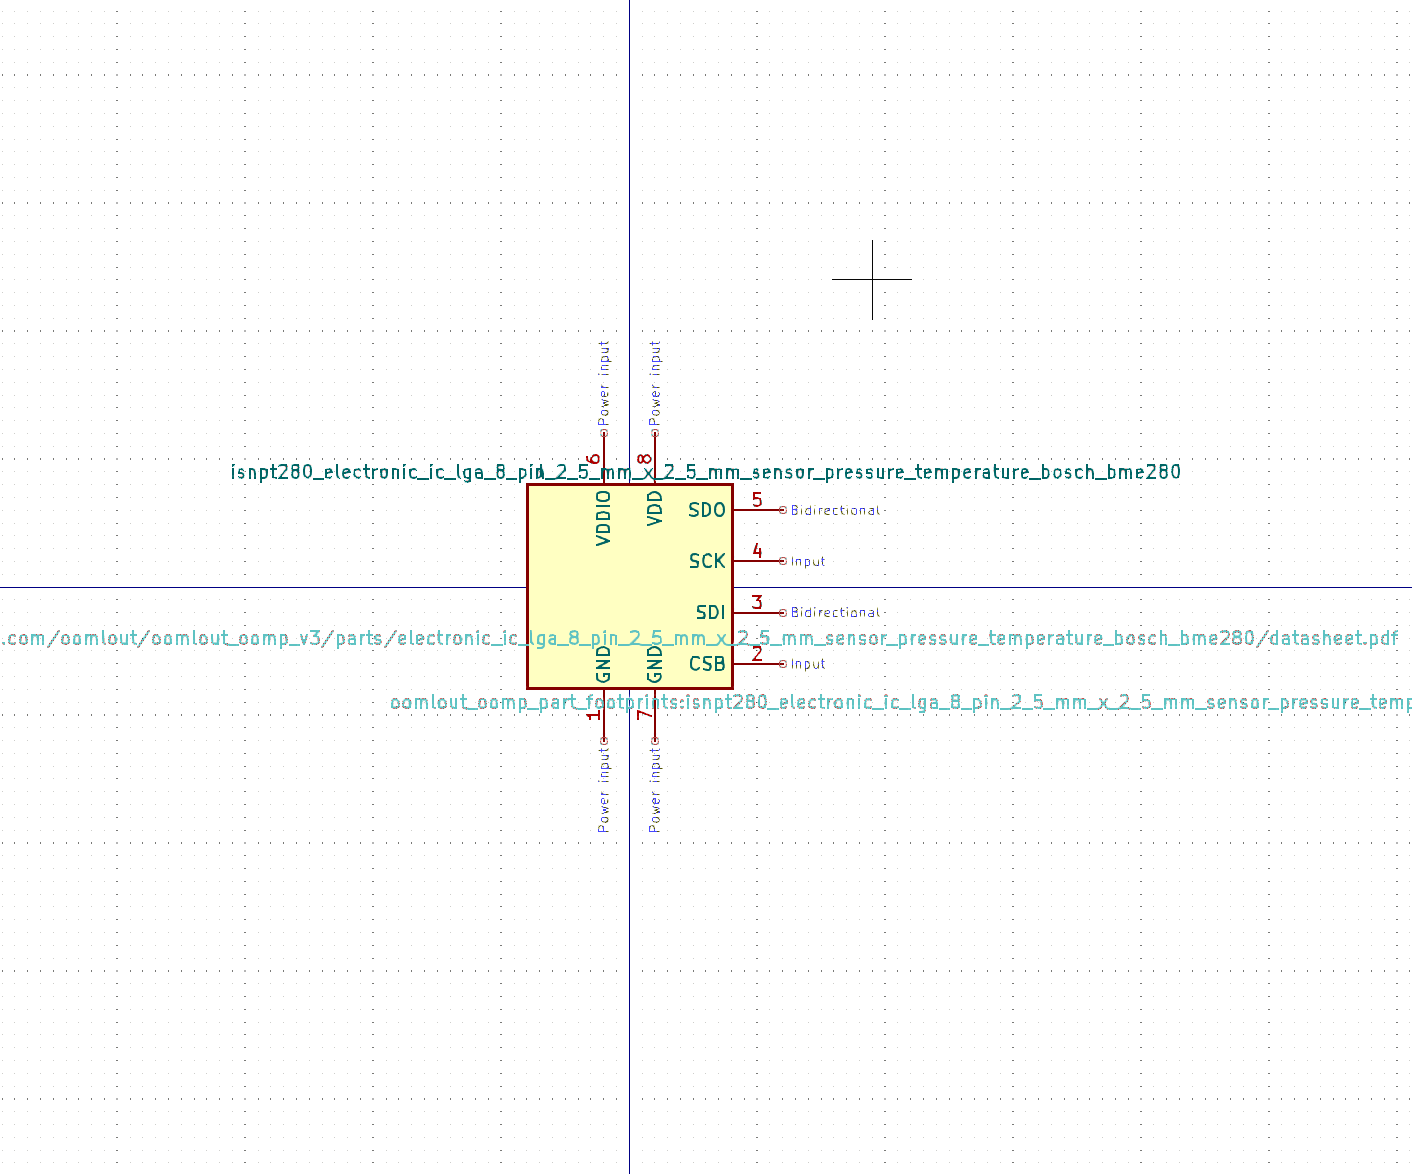 Power input
Power input
6
8
isnpt280_electronic_ic_lga_8_pin_2_5_mm_x_2_5_mm_sensor_pressure_temperature_bosch_bme280
VDDIO
VDD
SDO 5 Bidirectional
SCK 4 Input
SDI 3 Bidirectional
.com/oomlout/oomlout_oomp_v3/parts/electronic_ic_lga_8_pin_2_5_mm_x_2_5_mm_sensor_pressure_temperature_bosch_bme280/datasheet.pdf
GND
GND
CSB 2 Input
oomlout_oomp_part_footprints:isnpt280_electronic_ic_lga_8_pin_2_5_mm_x_2_5_mm_sensor_pressure_temp
1
7
Power input
Power input